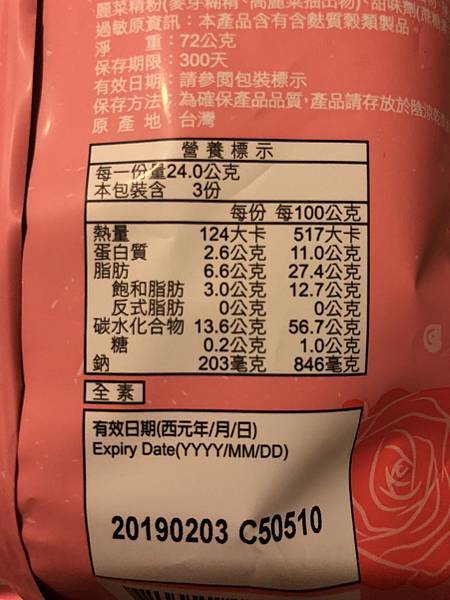 麗菜精粉(麥芽糊精、高麗菜抽出物)、甜味劑(蔗糖素
過敏原資訊：本產品含有含麩質穀類製品。
淨 重：72公克
保存期限：300天
有效日期：請參閱包裝標示
保存方法：為確保產品品質，產品請存放於陰涼乾
原產地：台灣
營養標示
每一份量24.0公克
本包裝含 3份
每份 每100公克
熱量 124大卡 517大卡
蛋白質 2.6公克 11.0公克
脂肪 6.6公克 27.4公克
飽和脂肪 3.0公克 12.7公克
反式脂肪 0公克 0公克
碳水化合物 13.6公克 56.7公克
糖 0.2公克 1.0公克
鈉 203毫克 846毫克
全素
有效日期(西元年/月/日)
Expiry Date(YYYY/MM/DD)
20190203 C50510